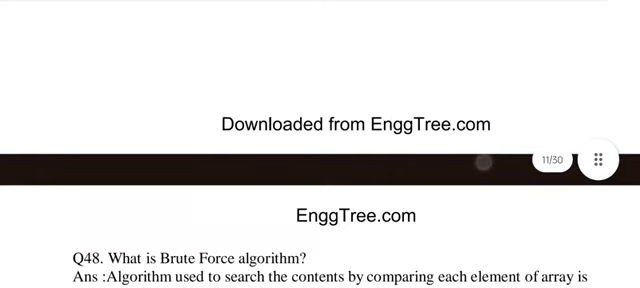 Downloaded from EnggTree.com
11/30
EnggTree.com
Q48. What is Brute Force algorithm?
Ans :Algorithm used to search the contents by comparing each element of array is